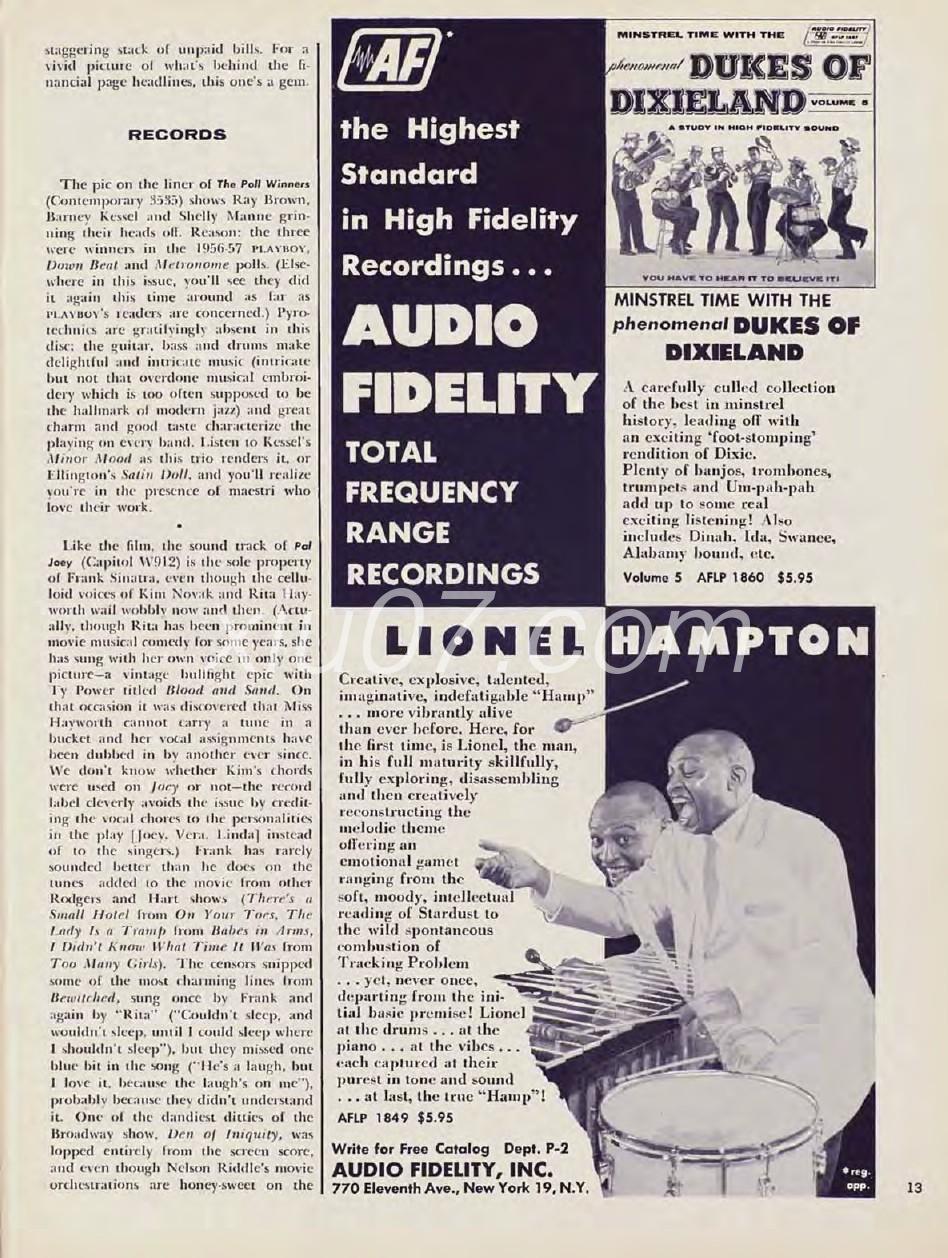 staggering stack of unpaid bills. For a
vivid picture of what's behind the fi-
nancial page headlines, this one's a gem.
RECORDS
The pic on the liner of The Poll Winners
(Contemporary 3535) shows Ray Brown,
Barney Kessel and Shelly Manne grin-
ning their heads off. Reason: the three
were winners in the 1956-57 PLAYBOY,
Down Beat and Metronome polls. (Else-
where in this issue, you'll see they did
it again this time around as far as
PLAYBOY's readers are concerned.) Pyro-
technics are gratifyingly absent in this
disc; the guitar, bass and drums make
delightful and intricate music (intricate
but not that overdone musical embroi-
dery which is too often supposed to be
the hallmark of modern jazz) and great
charm and good taste characterize the
playing on every band. Listen to Kessel's
Minor Mood as this trio renders it, or
Ellington's Satin Doll, and you'll realize
you're in the presence of maestri who
love their work.
•
Like the film, the sound track of Pal
Joey (Capitol W912) is the sole property
of Frank Sinatra, even though the cellu-
loid voices of Kim Novak and Rita Hay-
worth wail wobbly now and then. (Actu-
ally, though Rita has been prominent in
movie musical comedy for some years, she
has sung with her own voice in only one
picture—a vintage bullfight epic with
Ty Power titled Blood and Sand. On
that occasion it was discovered that Miss
Hayworth cannot carry a tune in a
bucket and her vocal assignments have
been dubbed in by another ever since.
We don't know whether Kim's chords
were used on Joey or not—the record
label cleverly avoids the issue by credit-
ing the vocal chores to the personalities
in the play [Joey, Vera, Linda] instead
of to the singers.) Frank has rarely
sounded better than he does on the
tunes added to the movie from other
Rodgers and Hart shows (There's a
Small Hotel from On Your Toes, The
Lady Is a Tramp from Babes in Arms,
I Didn't Know What Time It Was from
Too Many Girls). The censors snipped
some of the most charming lines from
Bewitched, sung once by Frank and
again by "Rita" ("Couldn't sleep, and
wouldn't sleep, until I could sleep where
I shouldn't sleep"), but they missed one
blue bit in the song ("He's a laugh, but
I love it, because the laugh's on me"),
probably because they didn't understand
it. One of the dandiest ditties of the
Broadway show, Den of Iniquity, was
lopped entirely from the screen score,
and even though Nelson Riddle's movie
orchestrations are honey-sweet on the
AF*
the Highest
Standard
in High Fidelity
Recordings...
AUDIO
FIDELITY
TOTAL
FREQUENCY
RANGE
RECORDINGS
MINSTREL TIME WITH THE
AUDIO FIDELITY
phenomenal DUKES OF
DIXIELAND VOLUME 5
A STUDY IN HIGH FIDELITY SOUND
YOU HAVE TO HEAR IT TO BELIEVE IT!
MINSTREL TIME WITH THE
phenomenal DUKES OF
DIXIELAND
A carefully culled collection
of the best in minstrel
history, leading off with
an exciting 'foot-stomping'
rendition of Dixie.
Plenty of banjos, trombones,
trumpets and Um-pah-pah
add up to some real
exciting listening! Also
includes Dinah, Ida, Swanee,
Alabamy bound, etc.
Volume 5 AFLP 1860 $5.95
LIONEL HAMPTON
Creative, explosive, talented,
imaginative, indefatigable "Hamp"
... more vibrantly alive
than ever before. Here, for
the first time, is Lionel, the man,
in his full maturity skillfully,
fully exploring, disassembling
and then creatively
reconstructing the
melodic theme
offering an
emotional gamet
ranging from the
soft, moody, intellectual
reading of Stardust to
the wild spontaneous
combustion of
Tracking Problem
... yet, never once,
departing from the ini-
tial basic premise! Lionel
at the drums ... at the
piano ... at the vibes ...
each captured at their
purest in tone and sound
... at last, the true "Hamp"!
AFLP 1849 $5.95
Write for Free Catalog Dept. P-2
AUDIO FIDELITY, INC.
770 Eleventh Ave., New York 19, N.Y.
*reg.
app.
13